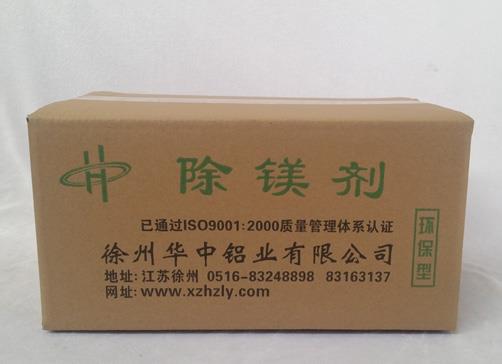 除镁剂
已通过ISO9001:2000质量管理体系认证
徐州华中铝业有限公司
地址: 江苏徐州 0516-83248898 83163137
网址: www.xzhzly.com
环保型